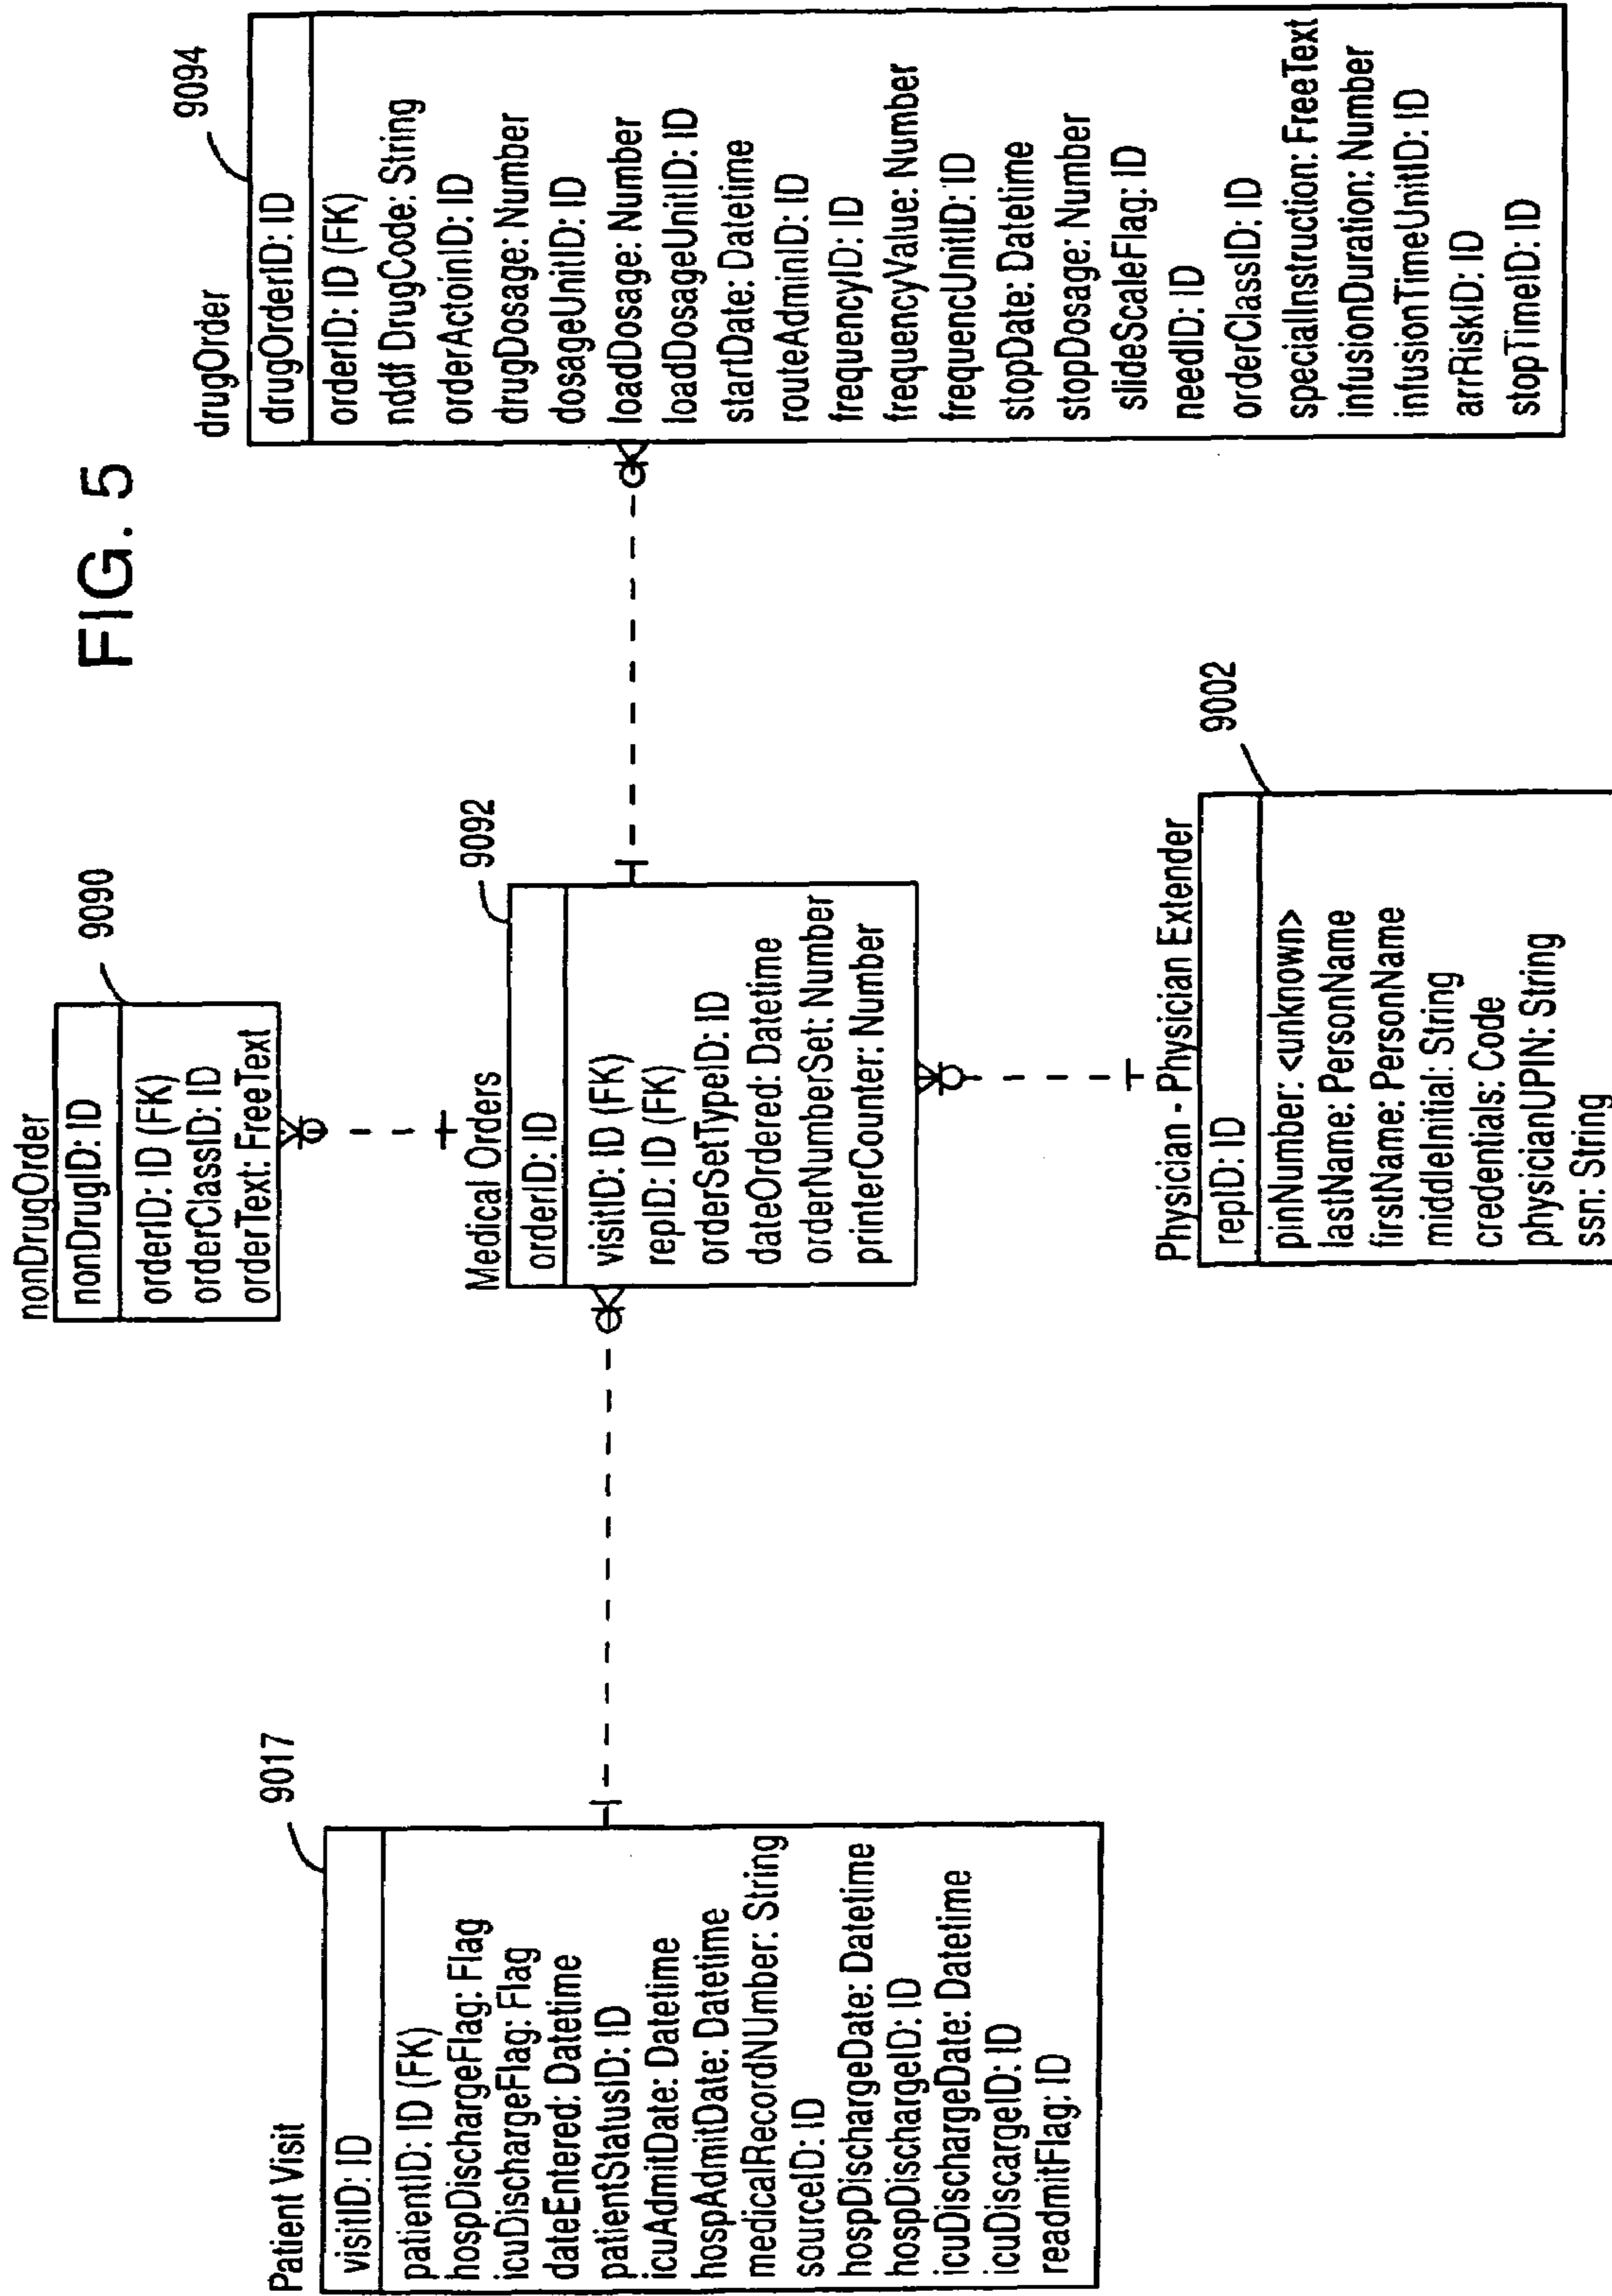 FIG. 5
nonDrugOrder
9090
nonDrugID: ID
orderID: ID (FK)
orderClassID: ID
orderText: FreeText
Patient Visit
9017
visitID: ID
patientID: ID (FK)
hospDischargeFlag: Flag
icuDischargeFlag: Flag
dateEntered: Datetime
patientStatusID: ID
icuAdmitDate: Datetime
hospAdmitDate: Datetime
medicalRecordNUmber: String
sourceID: ID
hospDischargeDate: Datetime
hospDischargeID: ID
icuDischargeDate: Datetime
icuDiscargeID: ID
readmitFlag: ID
Medical Orders
9092
orderID: ID
visitID: ID (FK)
repID: ID (FK)
orderSetTypeID: ID
dateOrdered: Datetime
orderNumberSet: Number
printerCounter: Number
drugOrder
9094
drugOrderID: ID
orderID: ID (FK)
nddf DrugCode: String
orderActoinID: ID
drugDosage: Number
dosageUnitID: ID
loadDosage: Number
loadDosageUnitID: ID
startDate: Datetime
routeAdminID: ID
frequencyID: ID
frequencyValue: Number
frequencUnitID: ID
stopDate: Datetime
stopDosage: Number
slideScaleFlag: ID
needID: ID
orderClassID: ID
specialInstruction: FreeText
infusionDuration: Number
infusionTimeUnitID: ID
arrRiskID: ID
stopTimeID: ID
Physician - Physician Extender
9002
repID: ID
pinNumber: <unknown>
lastName: PersonName
firstName: PersonName
middleInitial: String
credentials: Code
physicianUPIN: String
ssn: String